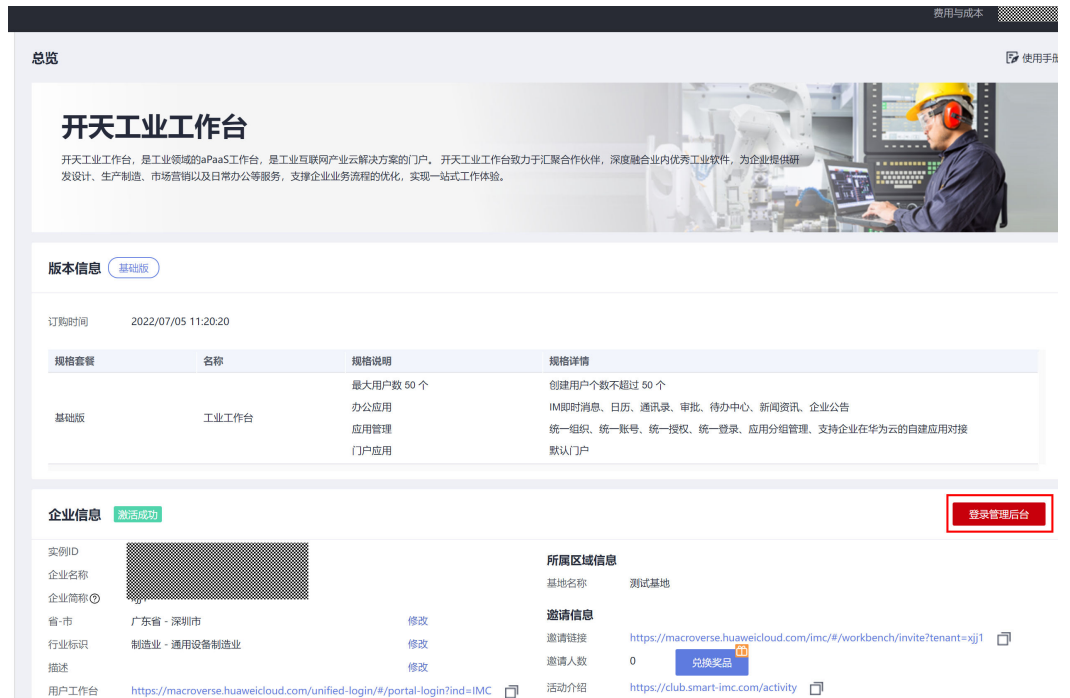 费用与成本
总览
使用手册
开天工业工作台
开天工业工作台，是工业领域的aPaaS工作台，是工业互联网产业云解决方案的门户。 开天工业工作台致力于汇聚合作伙伴，深度融合业内优秀工业软件，为企业提供研
发设计、生产制造、市场营销以及日常办公等服务，支撑企业业务流程的优化，实现一站式工作体验。
版本信息 基础版
订购时间 2022/07/05 11:20:20
规格套餐 名称 规格说明 规格详情
最大用户数 50 个 创建用户个数不超过 50 个
办公应用 IM即时消息、日历、通讯录、审批、待办中心、新闻资讯、企业公告
基础版 工业工作台
应用管理 统一组织、统一账号、统一授权、统一登录、应用分组管理、支持企业在华为云的自建应用对接
门户应用 默认门户
企业信息 激活成功 登录管理后台
实例ID
所属区域信息
企业名称
基地名称 测试基地
企业简称
省-市 广东省 - 深圳市 修改
邀请信息
行业标识 制造业 - 通用设备制造业 修改
邀请链接 https://macroverse.huaweicloud.com/imc/#/workbench/invite?tenant=xjj1
描述 修改
邀请人数 0 兑换奖品
用户工作台 https://macroverse.huaweicloud.com/unified-login/#/portal-login?ind=IMC
活动介绍 https://club.smart-imc.com/activity